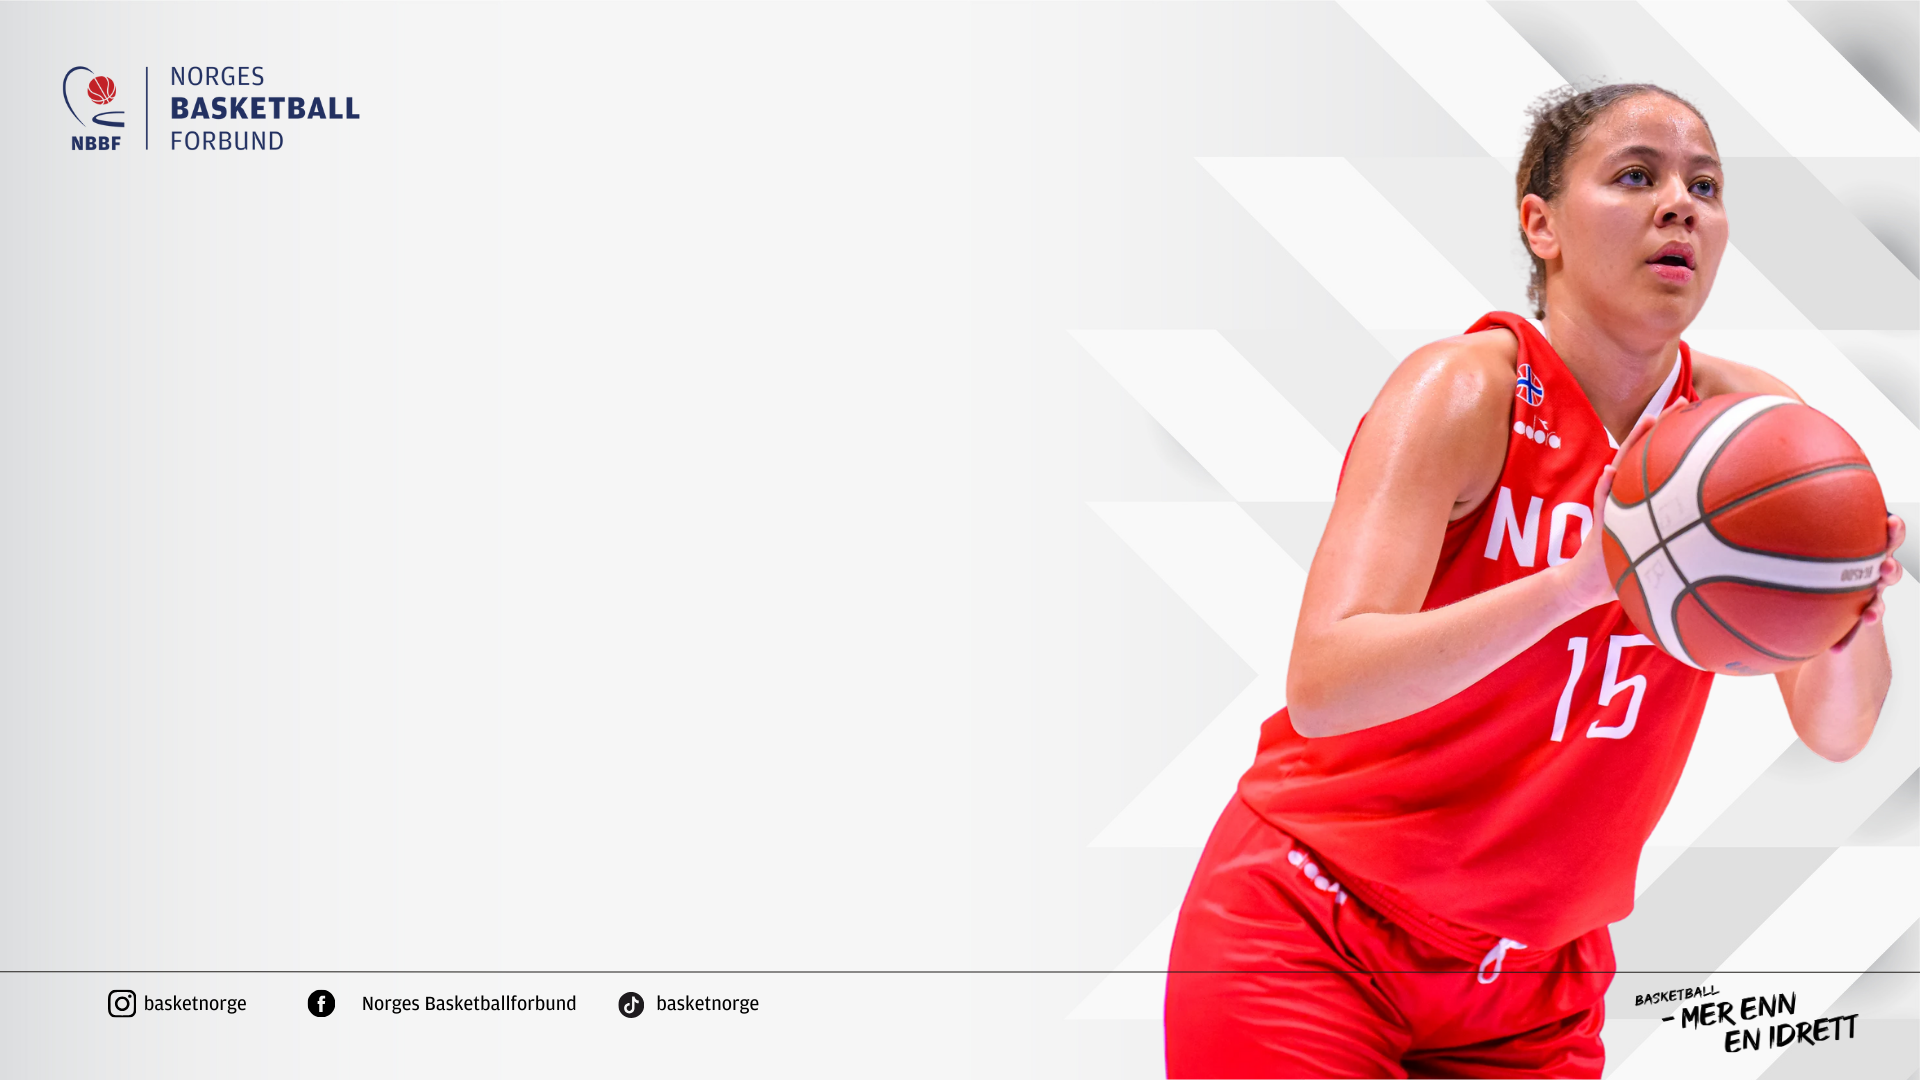 NORGES
BASKETBALL
FORBUND
NBBF
NO
15
basketnorge
Norges Basketballforbund
basketnorge
BASKETBALL
- MER ENN
EN IDRETT